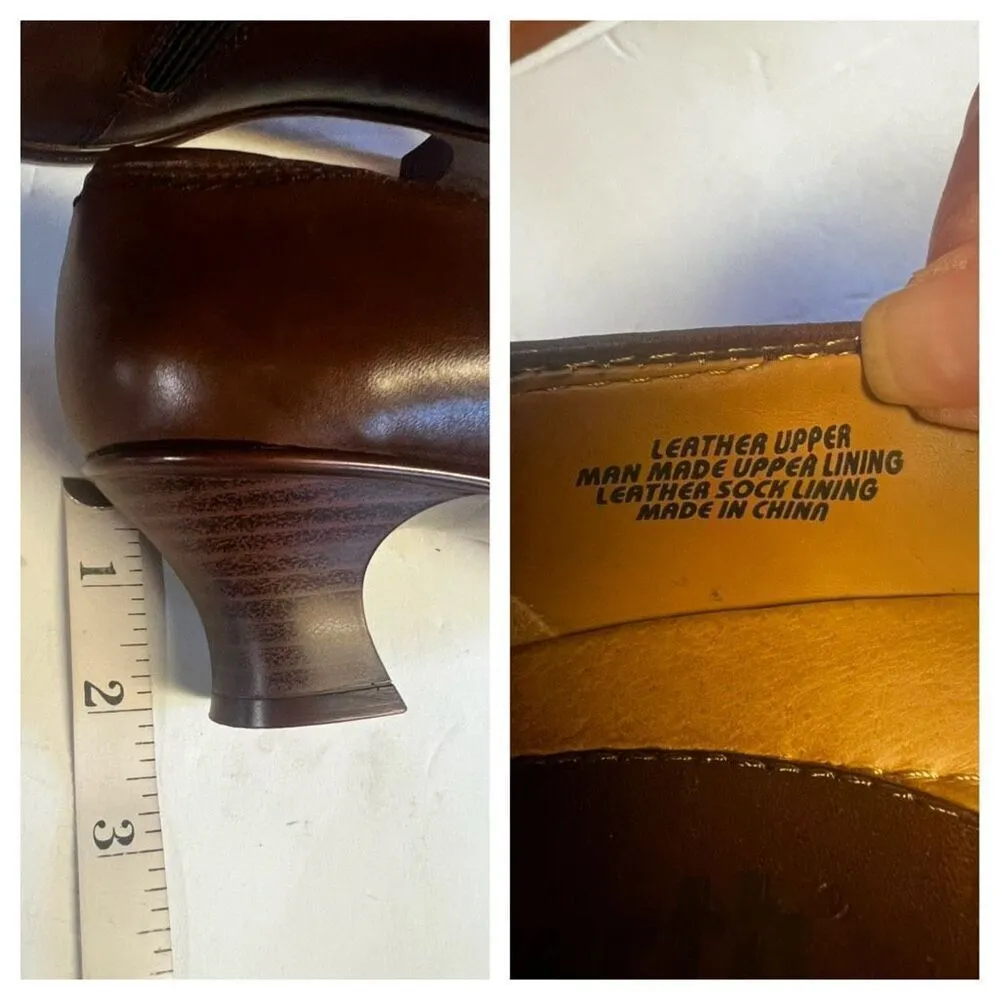 1
2
3
LEATHER UPPER
MAN MADE UPPER LINING
LEATHER SOCK LINING
MADE IN CHINA